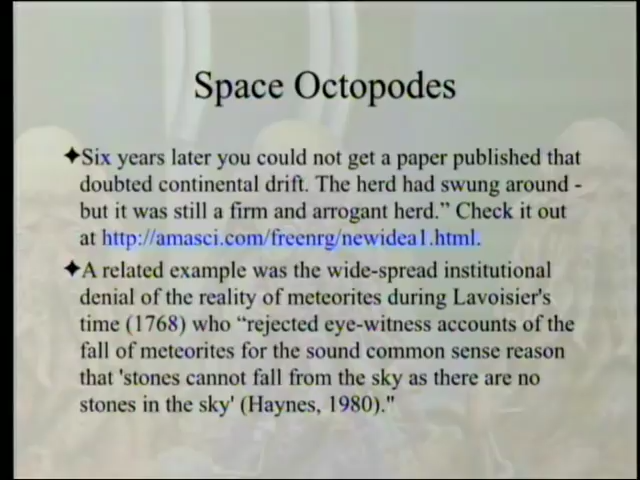 Space Octopodes
✦Six years later you could not get a paper published that
doubted continental drift. The herd had swung around -
but it was still a firm and arrogant herd.” Check it out
at http://amasci.com/freenrg/newidea1.html.
✦A related example was the wide-spread institutional
denial of the reality of meteorites during Lavoisier's
time (1768) who “rejected eye-witness accounts of the
fall of meteorites for the sound common sense reason
that 'stones cannot fall from the sky as there are no
stones in the sky' (Haynes, 1980)."